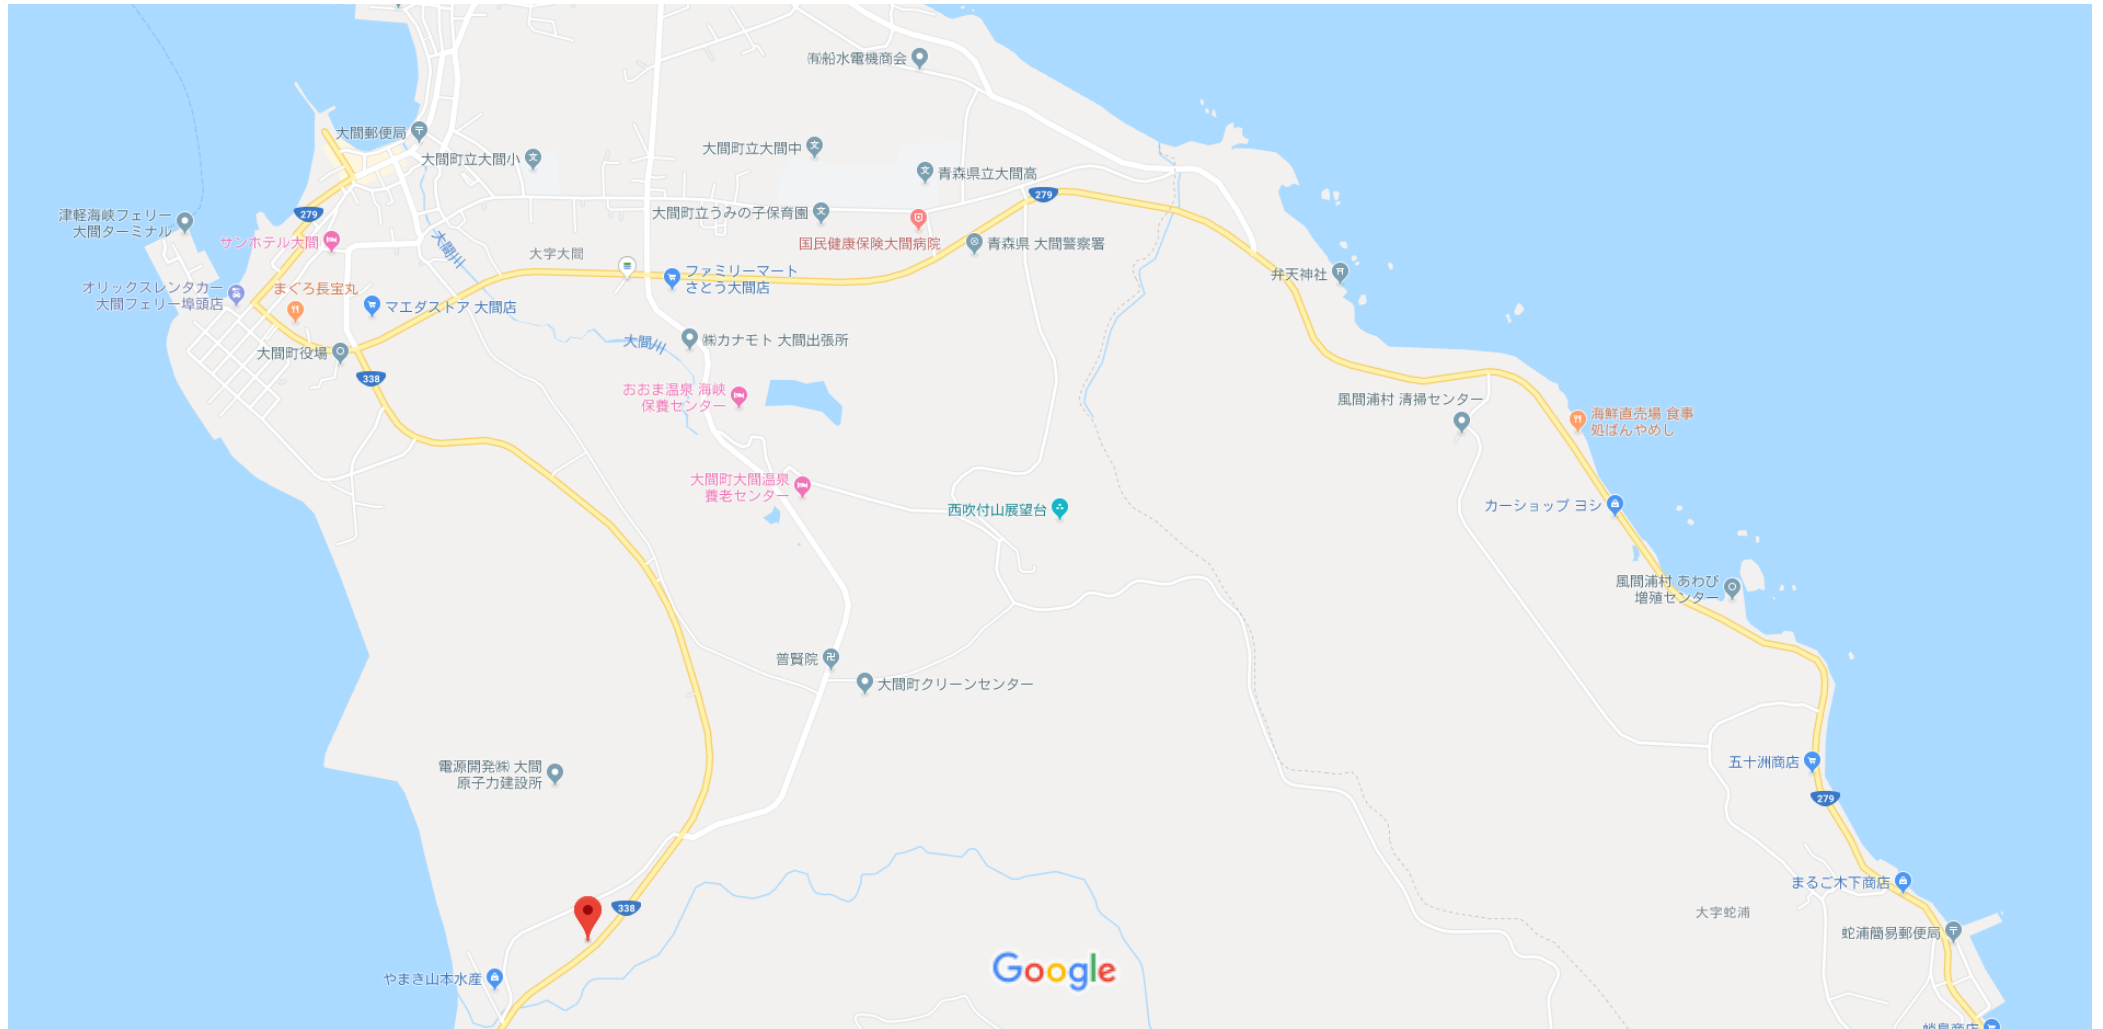 ㈲船水電機商会
大間郵便局
大間町立大間小
大間町立大間中
青森県立大間高
279
279
津軽海峡フェリー
大間ターミナル
大間町立うみの子保育園
サンホテル大間
国民健康保険大間病院
青森県 大間警察署
大間川
大字大間
ファミリーマート
さとう大間店
弁天神社
オリックスレンタカー
大間フェリー埠頭店
まぐろ長宝丸
マエダストア 大間店
大間川
㈱カナモト 大間出張所
大間町役場
338
おおま温泉 海峡
保養センター
風間浦村 清掃センター
海鮮直売場 食事
処ばんやめし
大間町大間温泉
養老センター
西吹付山展望台
カーショップ ヨシ
風間浦村 あわび
増殖センター
普賢院
大間町クリーンセンター
電源開発㈱ 大間
原子力建設所
五十洲商店
279
まるご木下商店
338
大字蛇浦
蛇浦簡易郵便局
やまき山本水産
Google